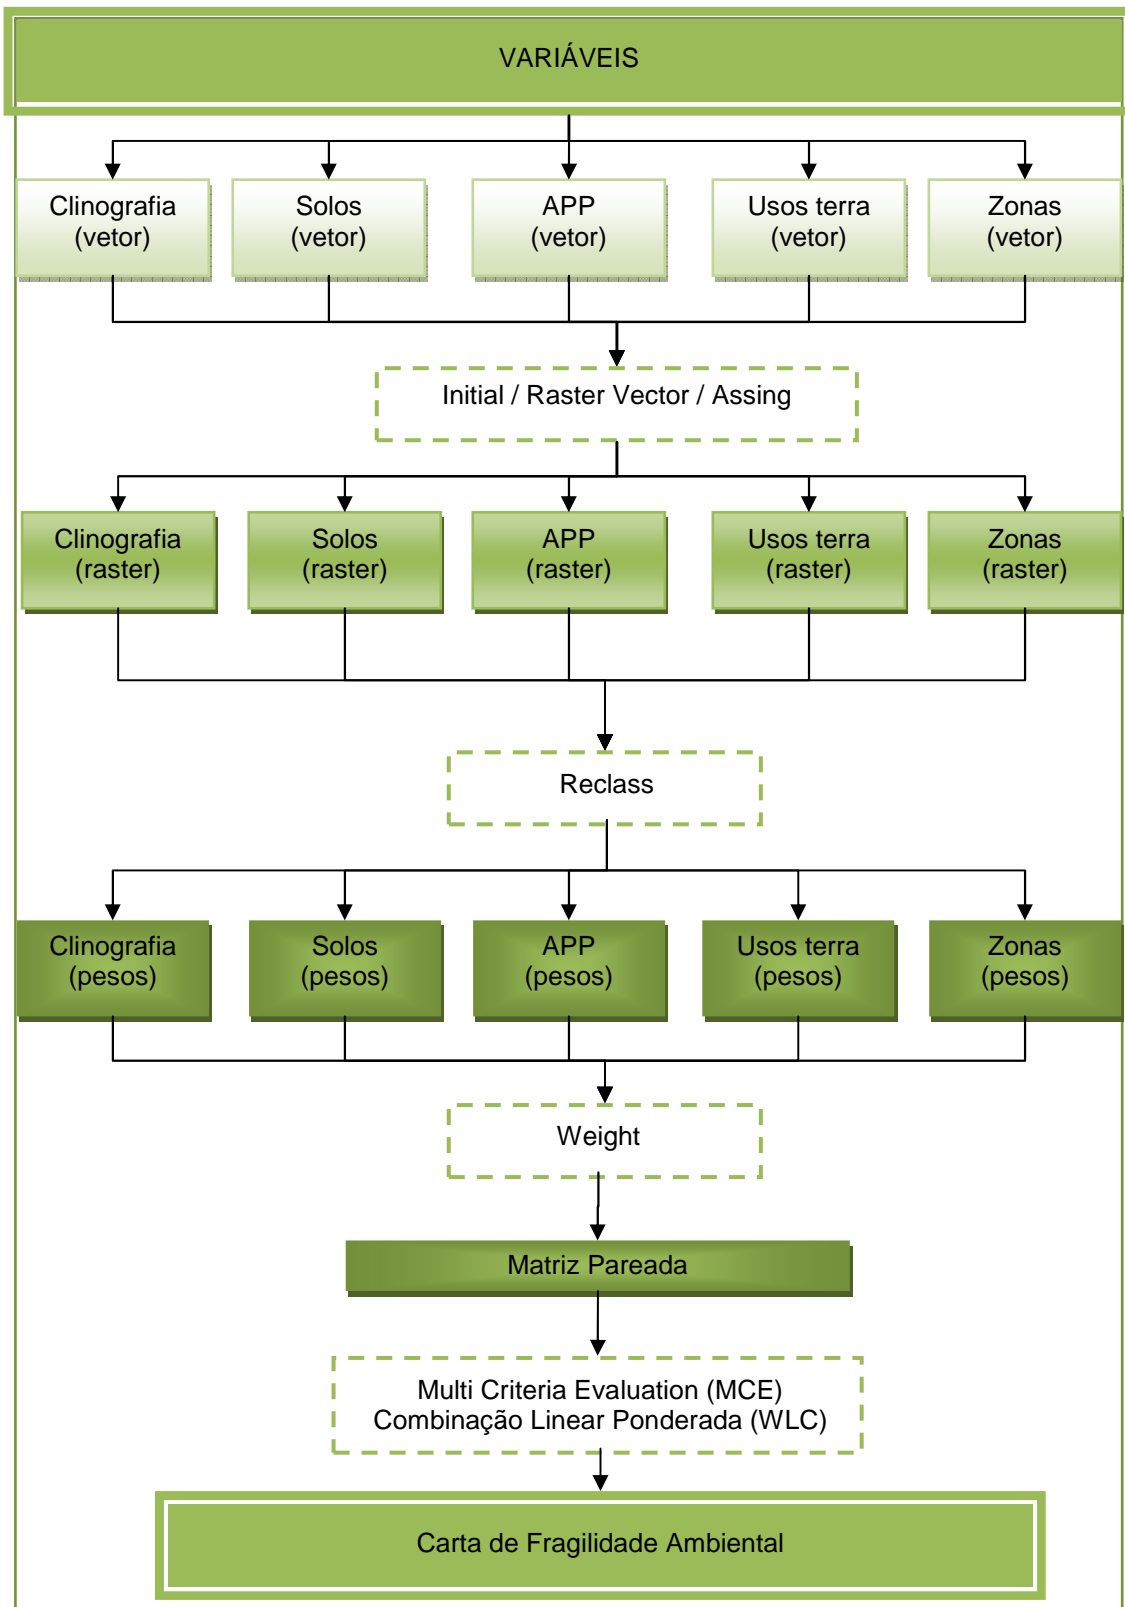 VARIÁVEIS
Clinografia
(vetor)
Solos
(vetor)
APP
(vetor)
Usos terra
(vetor)
Zonas
(vetor)
Initial / Raster Vector / Assing
Clinografia
(raster)
Solos
(raster)
APP
(raster)
Usos terra
(raster)
Zonas
(raster)
Reclass
Clinografia
(pesos)
Solos
(pesos)
APP
(pesos)
Usos terra
(pesos)
Zonas
(pesos)
Weight
Matriz Pareada
Multi Criteria Evaluation (MCE)
Combinação Linear Ponderada (WLC)
Carta de Fragilidade Ambiental